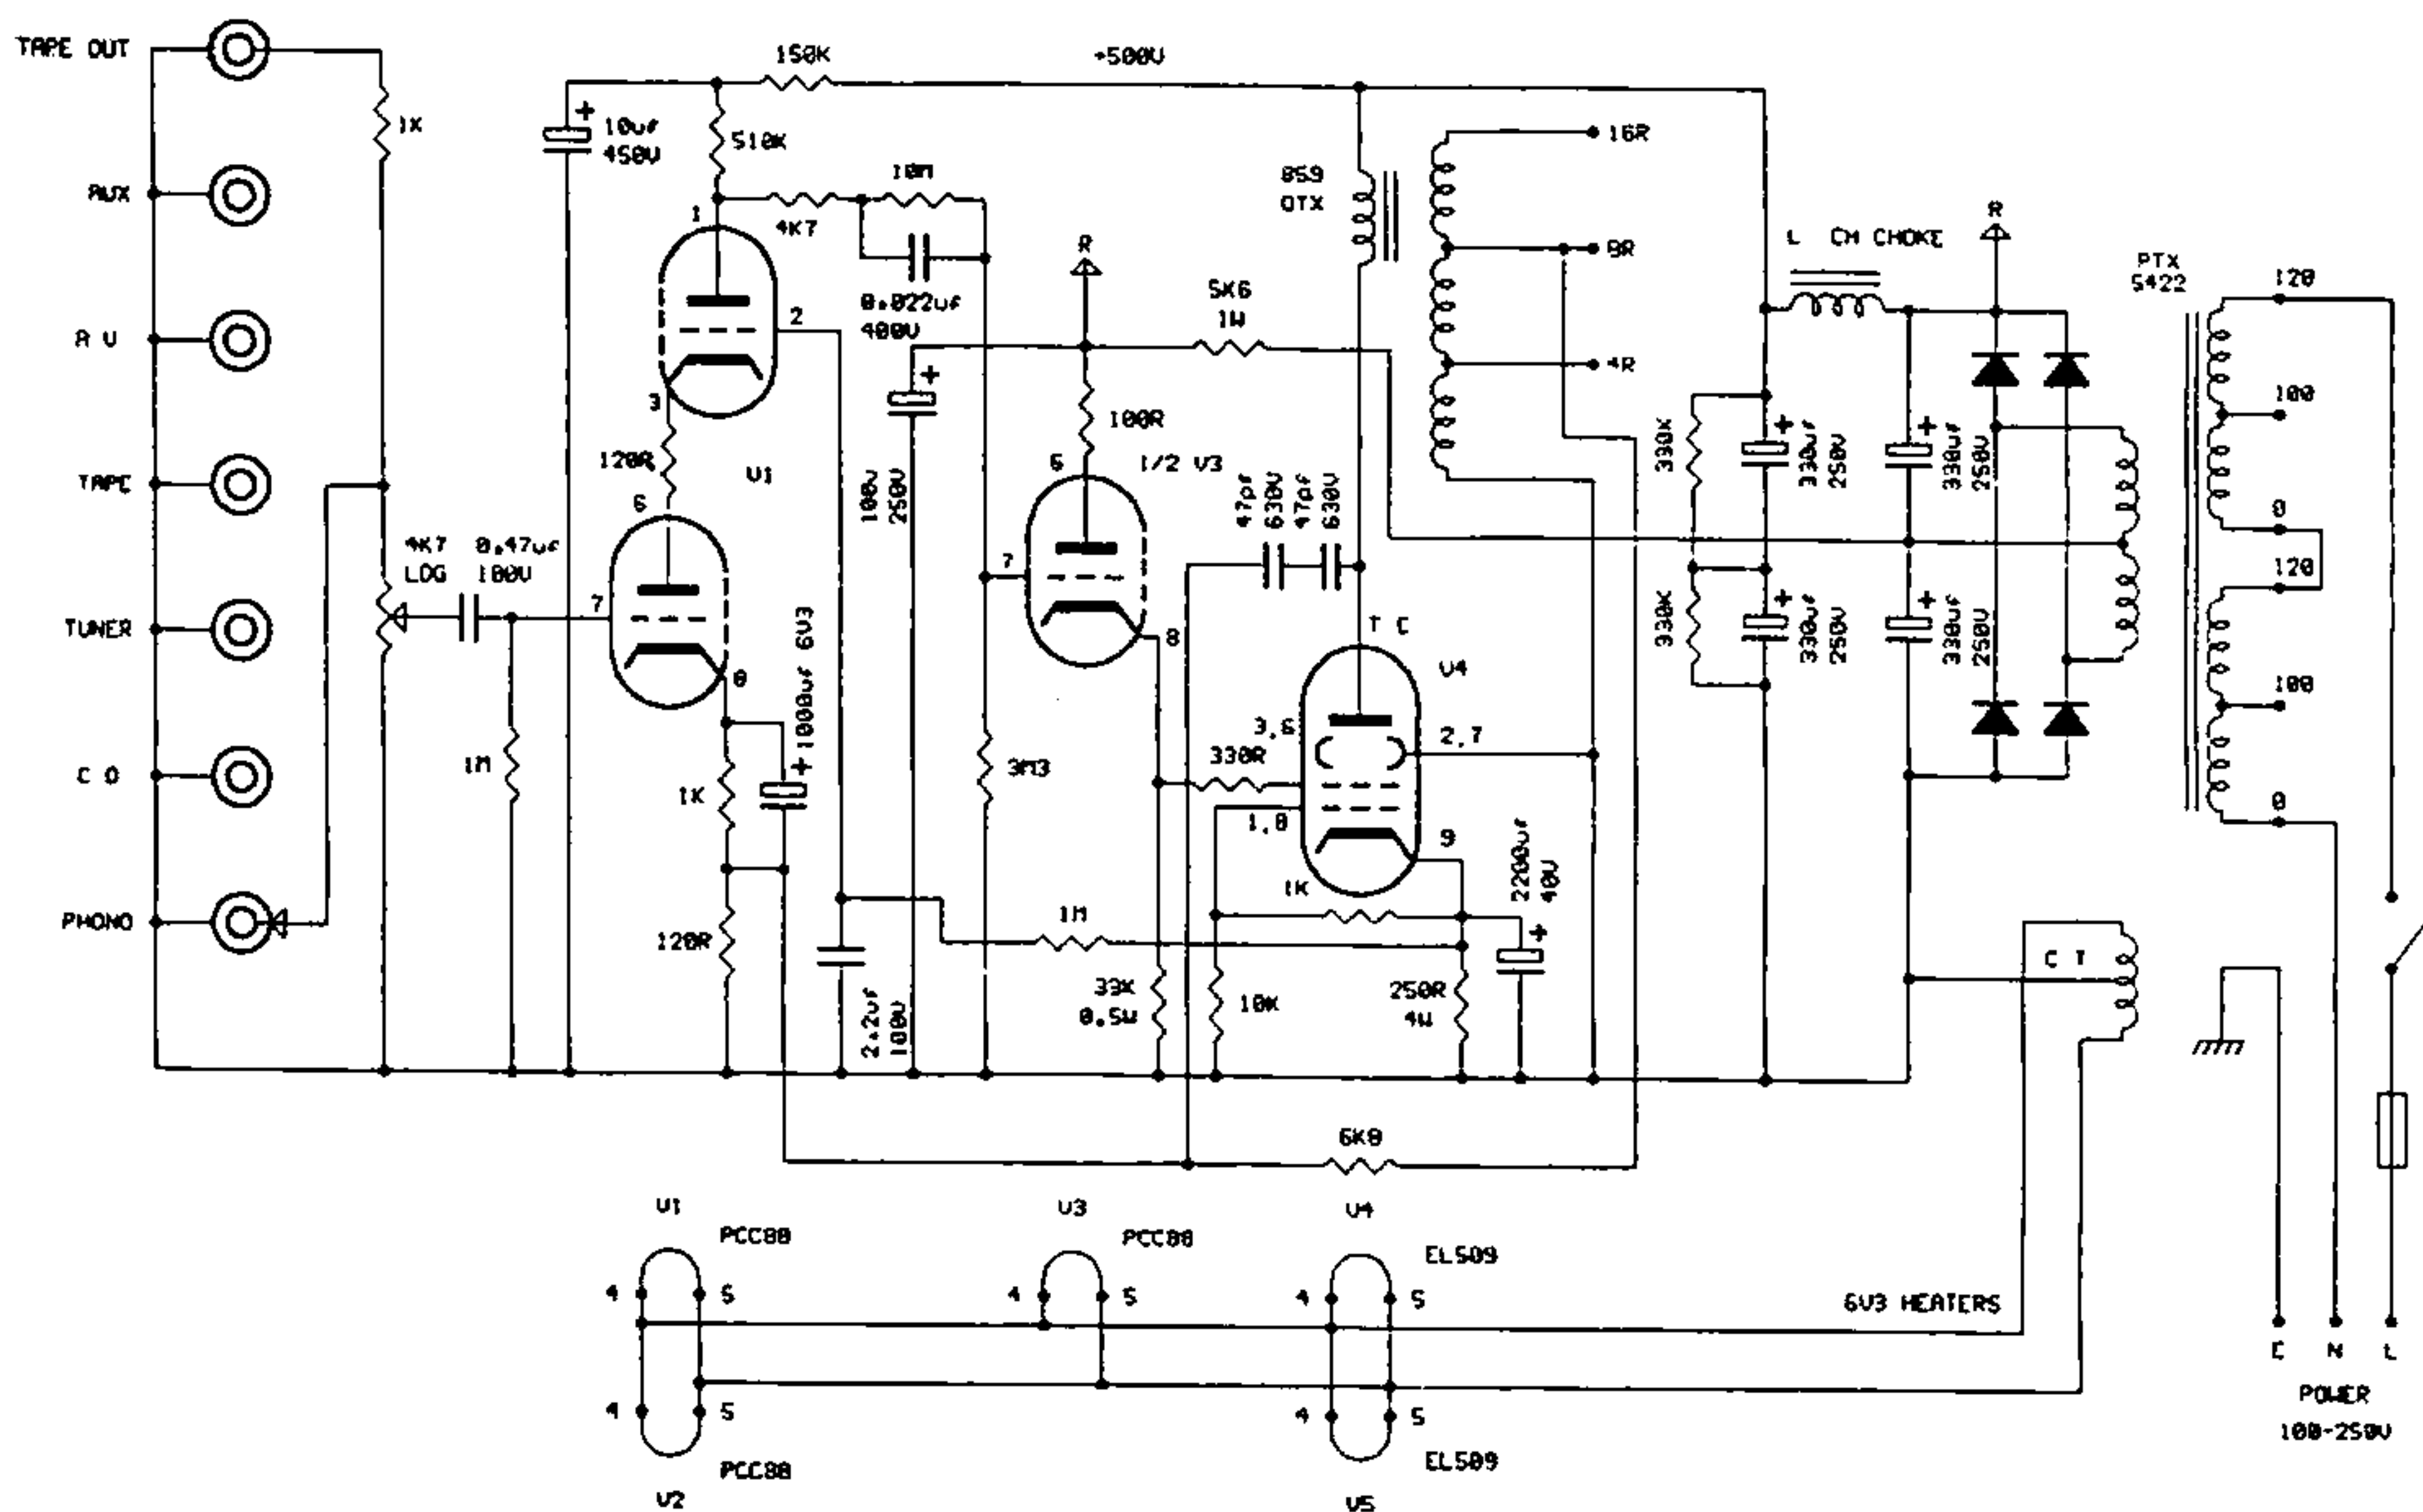 TAPE OUT
AUX
A V
TAPE
TUNER
C D
PHONO
1K
4K7
LOG
0.47uf
100V
1M
150K
+500V
10uf
450V
510K
1
4K7
10M
0.022uf
400V
2
3
120R
V1
6
7
8
1000uf 6V3
1K
120R
2.2uf
100V
100u
250V
R
5K6
1W
100R
6
1/2 V3
7
8
3M3
33K
0.5W
1M
859
OTX
16R
8R
4R
47pf
630V
47pf
630V
T C
V4
3,6
330R
2,7
1,8
9
1K
10K
250R
4W
2200uf
40V
6K8
L CH CHOKE
R
330K
330K
330uf
250V
330uf
250V
330uf
250V
330uf
250V
PTX
5422
120
100
0
120
100
0
C T
V1
PCC88
4
5
4
5
PCC88
V2
V3
PCC88
4
5
V4
EL509
4
5
4
5
EL509
V5
6V3 HEATERS
E N L
POWER
100-250V